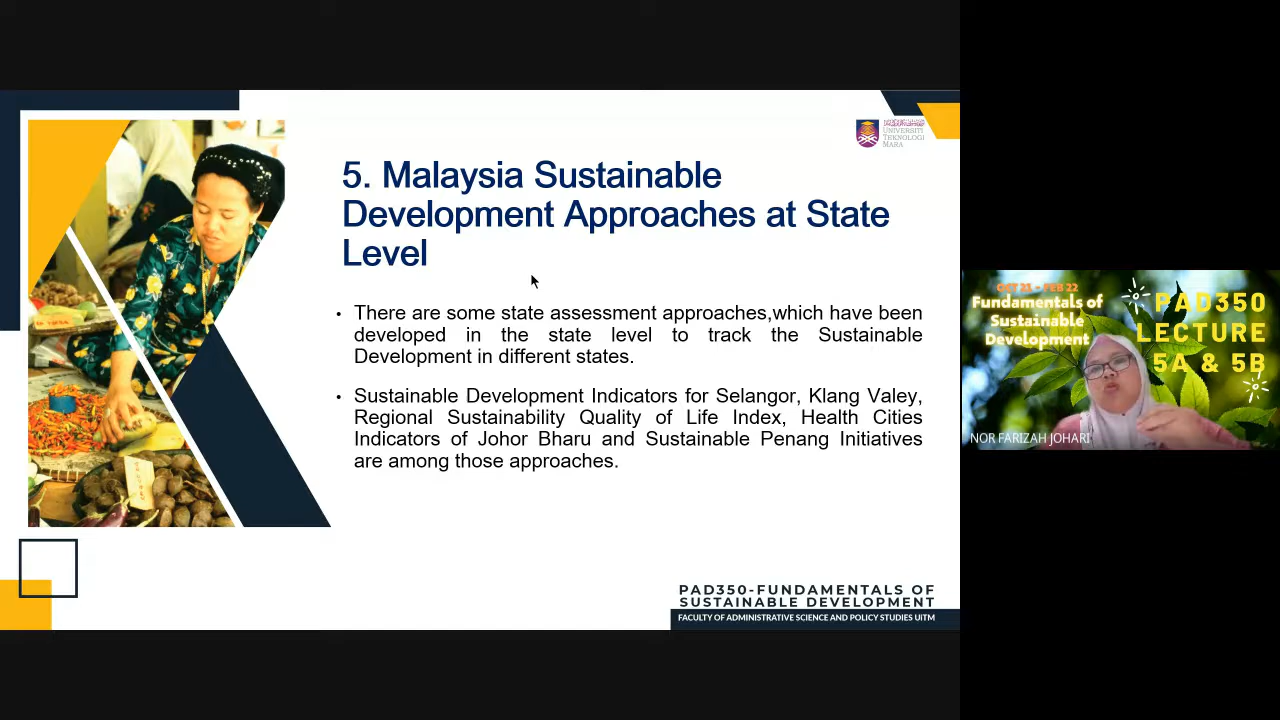 UNIVERSITI
TEKNOLOGI
MARA
5. Malaysia Sustainable
Development Approaches at State
Level
• There are some state assessment approaches,which have been
developed in the state level to track the Sustainable
Development in different states.
• Sustainable Development Indicators for Selangor, Klang Valey,
Regional Sustainability Quality of Life Index, Health Cities
Indicators of Johor Bharu and Sustainable Penang Initiatives
are among those approaches.
PAD350-FUNDAMENTALS OF
SUSTAINABLE DEVELOPMENT
FACULTY OF ADMINISTRATIVE SCIENCE AND POLICY STUDIES UITM
OCT 21 - FEB 22
Fundamentals of
Sustainable
Development
PAD350
LECTURE
5A & 5B
NOR FARIZAH JOHARI